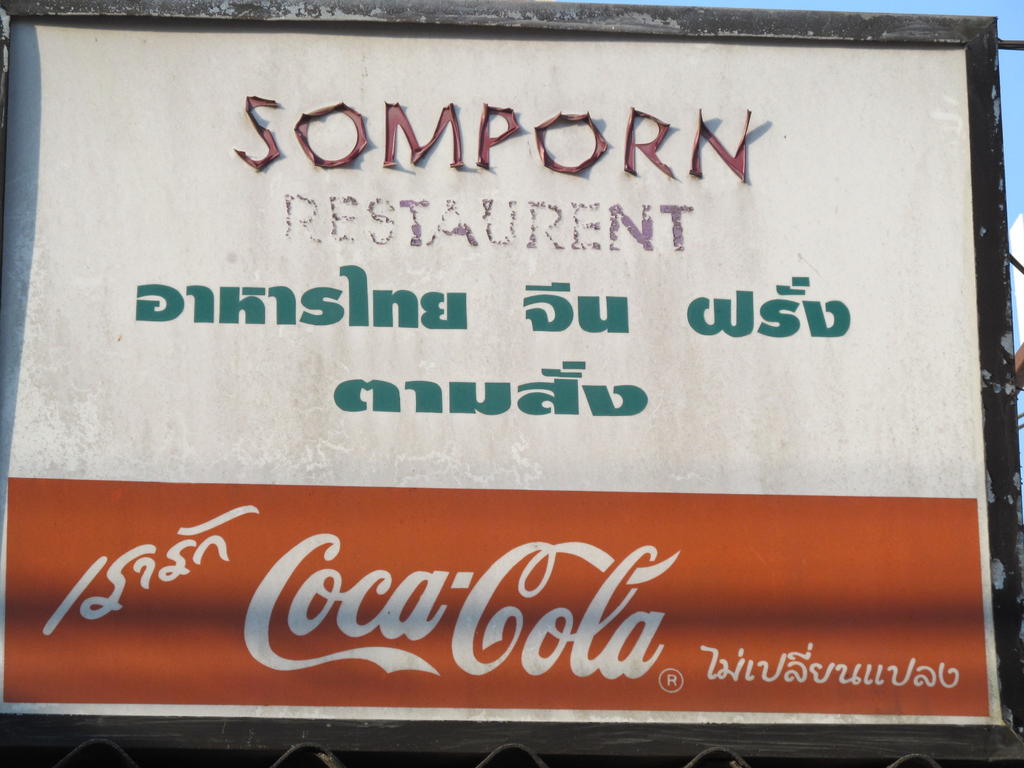 SOMPORN
RESTAURENT
อาหารไทย จีน ฝรั่ง
ตามสั่ง
เรารัก Coca-Cola ® ไม่เปลี่ยนแปลง